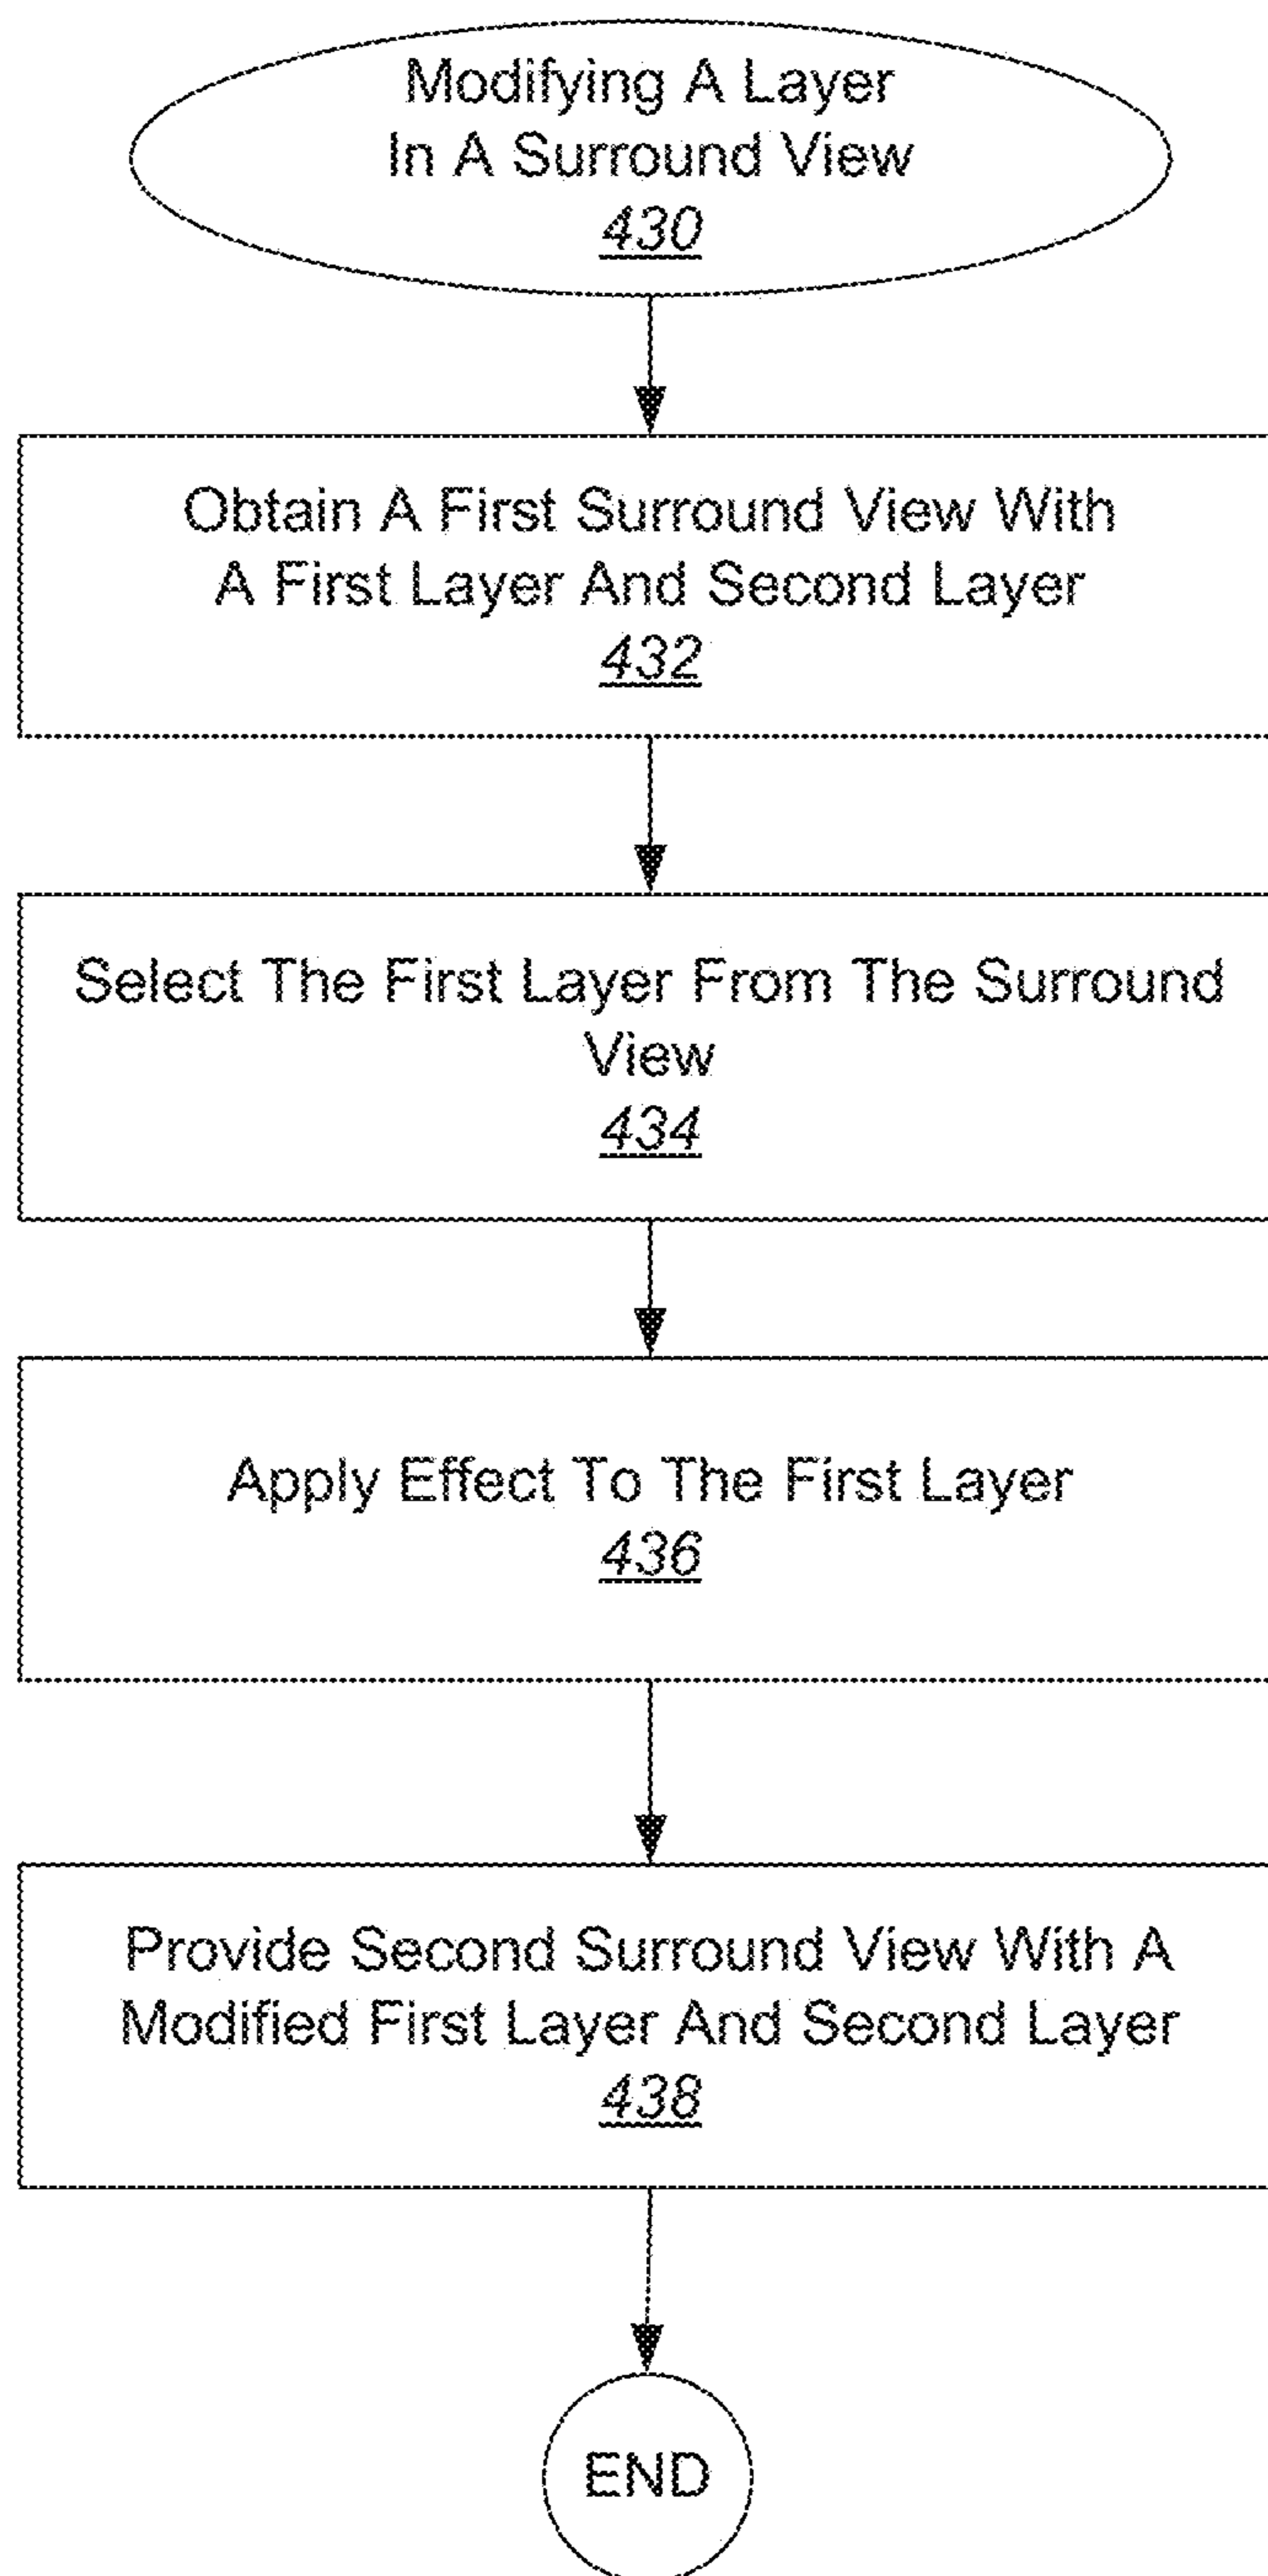 Modifying A Layer
In A Surround View
430
Obtain A First Surround View With
A First Layer And Second Layer
432
Select The First Layer From The Surround
View
434
Apply Effect To The First Layer
436
Provide Second Surround View With A
Modified First Layer And Second Layer
438
END